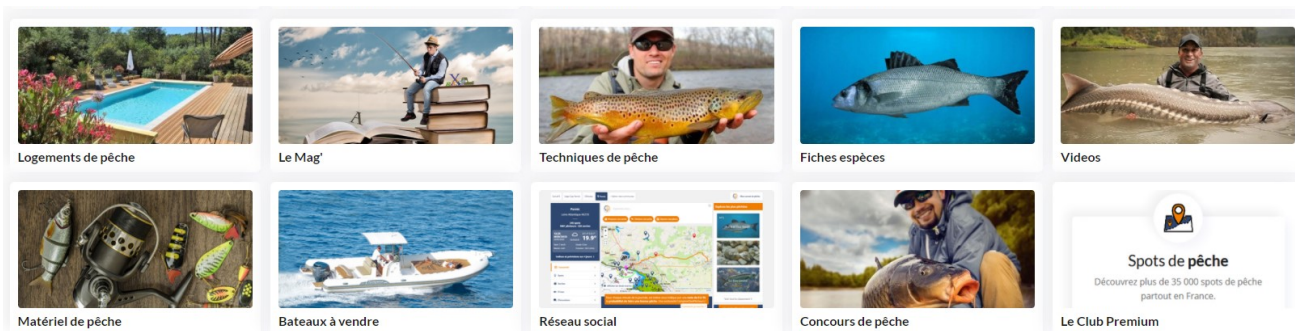 Logements de pêche
Le Mag'
Techniques de pêche
Fiches espèces
Videos
Spots de pêche
Découvrez plus de 35 000 spots de pêche
partout en France.
Matériel de pêche
Bateaux à vendre
Réseau social
Concours de pêche
Le Club Premium